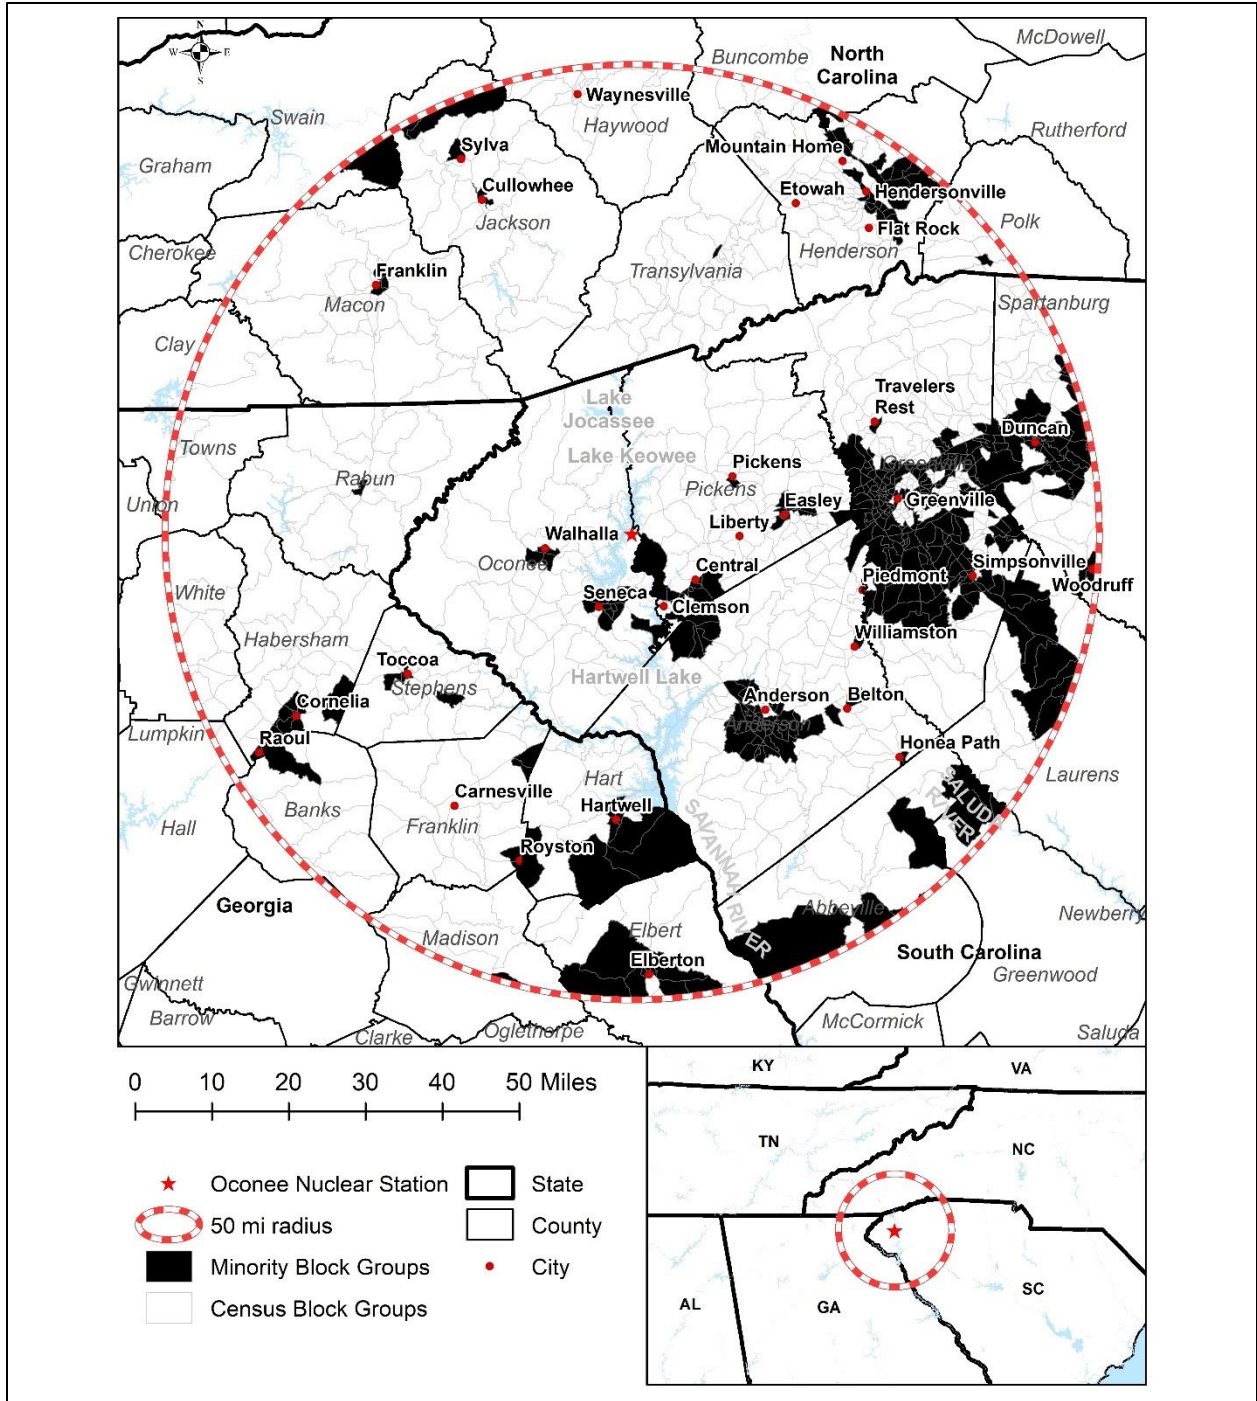 N
W E
S
McDowell
Buncombe
North
Carolina
Waynesville
Haywood
Swain
Rutherford
Graham
Sylva
Mountain Home
Cullowhee
Etowah
Hendersonville
Jackson
Polk
Flat Rock
Henderson
Cherokee
Franklin
Transylvania
Macon
Spartanburg
Clay
Travelers
Rest
Lake
Jocassee
Duncan
Towns
Lake Keowee
Pickens
Greenville
Rabun
Pickens
Union
Easley
Greenville
Liberty
Walhalla
Oconee
Central
Simpsonville
Piedmont
Woodruff
White
Seneca
Clemson
Williamston
Habersham
Toccoa
Hartwell Lake
Stephens
Anderson
Belton
Cornelia
Anderson
Lumpkin
Raoul
Honea Path
Hart
Laurens
Carnesville
SALUDA
RIVER
Banks
Hartwell
Hall
Franklin
SAVANNAH RIVER
Royston
Georgia
Abbeville
Newberry
Elbert
Madison
South Carolina
Elberton
Greenwood
Gwinnett
Barrow
McCormick
Clarke
Oglethorpe
Saluda
0 10 20 30 40 50 Miles
Oconee Nuclear Station
State
50 mi radius
County
Minority Block Groups
City
Census Block Groups
KY
VA
TN
NC
AL
GA
SC